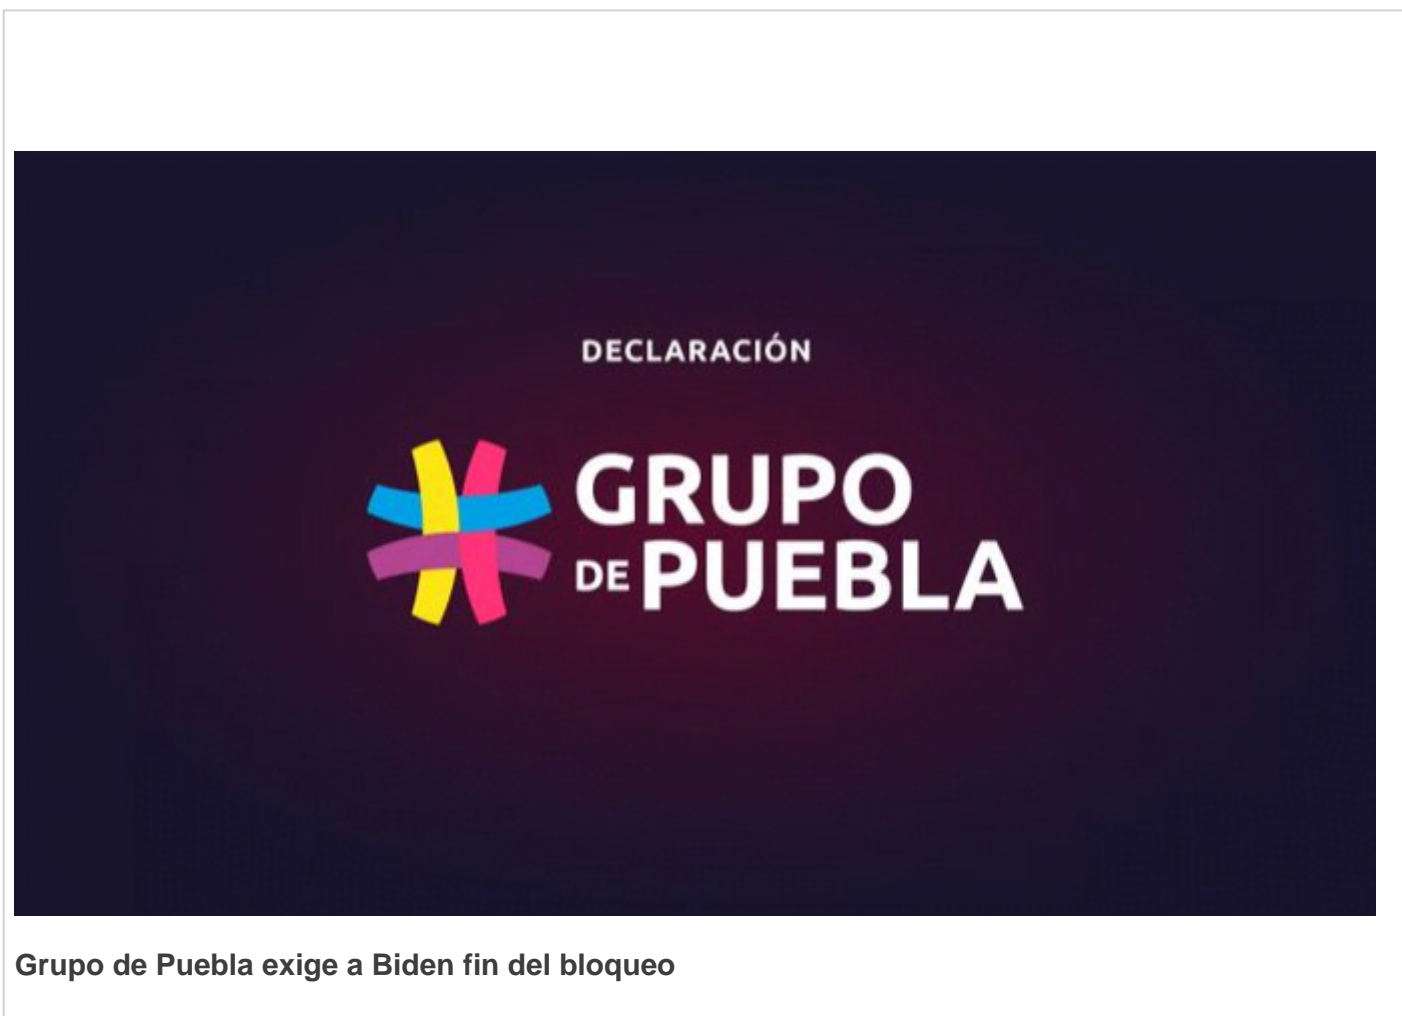 DECLARACIÓN
GRUPO
DE PUEBLA
Grupo de Puebla exige a Biden fin del bloqueo